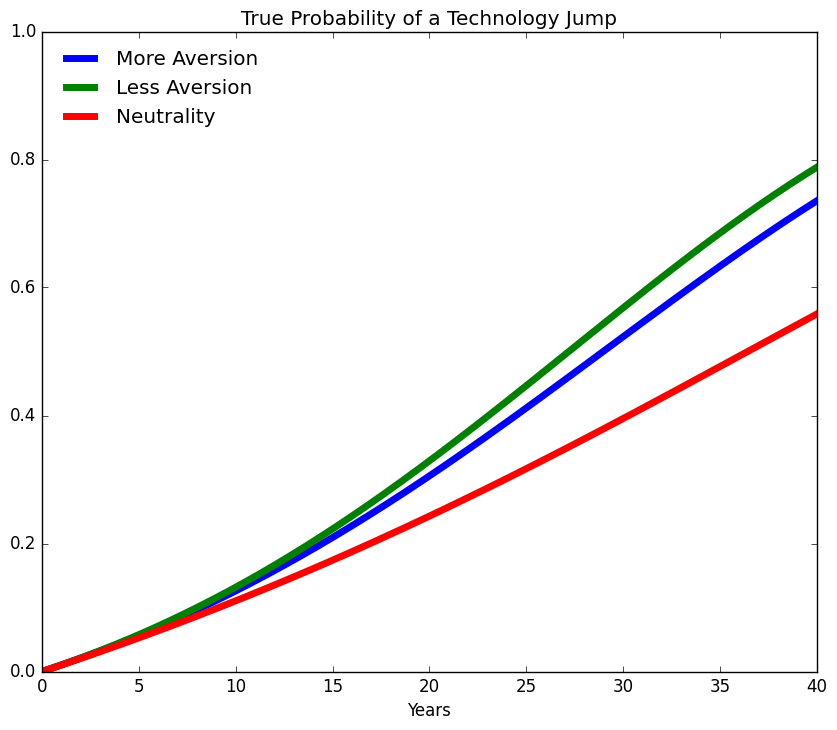 True Probability of a Technology Jump
1.0
More Aversion
Less Aversion
Neutrality
0.8
0.6
0.4
0.2
0.0
0 5 10 15 20 25 30 35 40
Years